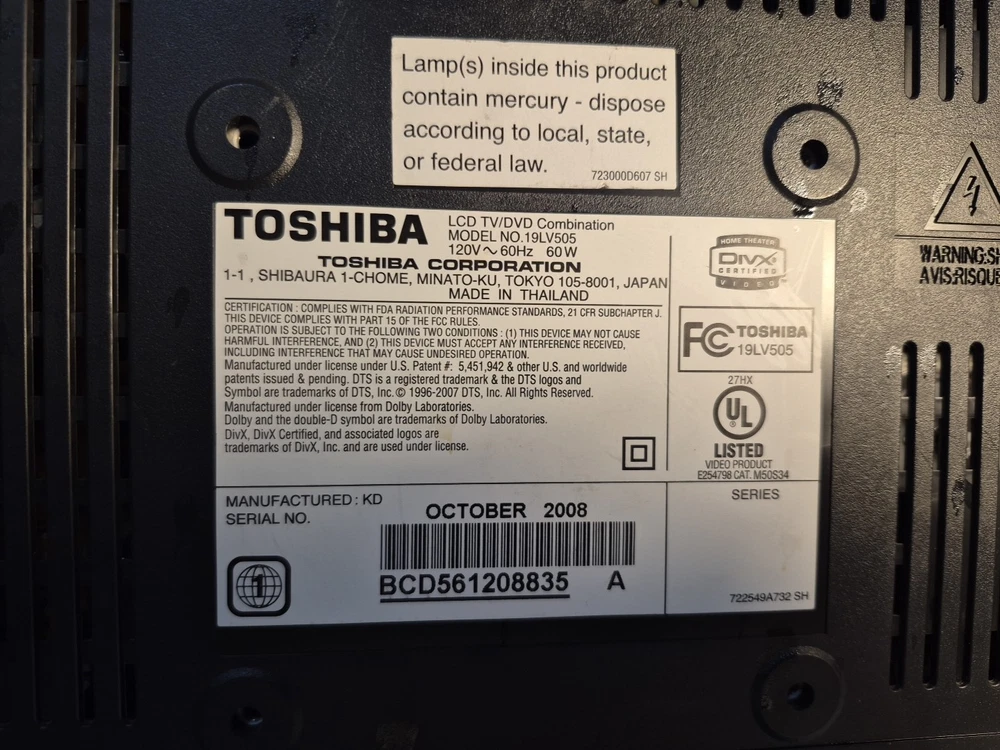 Lamp(s) inside this product
contain mercury - dispose
according to local, state,
or federal law.
723000D607 SH
TOSHIBA
LCD TV/DVD Combination
MODEL NO.19LV505
120V～ 60Hz 60W
TOSHIBA CORPORATION
1-1 , SHIBAURA 1-CHOME, MINATO-KU, TOKYO 105-8001, JAPAN
MADE IN THAILAND
CERTIFICATION : COMPLIES WITH FDA RADIATION PERFORMANCE STANDARDS, 21 CFR SUBCHAPTER J.
THIS DEVICE COMPLIES WITH PART 15 OF THE FCC RULES.
OPERATION IS SUBJECT TO THE FOLLOWING TWO CONDITIONS : (1) THIS DEVICE MAY NOT CAUSE
HARMFUL INTERFERENCE, AND (2) THIS DEVICE MUST ACCEPT ANY INTERFERENCE RECEIVED,
INCLUDING INTERFERENCE THAT MAY CAUSE UNDESIRED OPERATION.
Manufactured under license under U.S. Patent #: 5,451,942 & other U.S. and worldwide
patents issued & pending. DTS is a registered trademark & the DTS logos and
Symbol are trademarks of DTS, Inc. © 1996-2007 DTS, Inc. All Rights Reserved.
Manufactured under license from Dolby Laboratories.
Dolby and the double-D symbol are trademarks of Dolby Laboratories.
DivX, DivX Certified, and associated logos are
trademarks of DivX, Inc. and are used under license.
HOME THEATER
DIVX
CERTIFIED
VIDEO
FC TOSHIBA
19LV505
27HX
UL
LISTED
VIDEO PRODUCT
E254798 CAT. M50S34
MANUFACTURED : KD
SERIAL NO.
OCTOBER 2008
BCD561208835 A
1
SERIES
722549A732 SH
WARNING:SH
AVIS:RISQUE